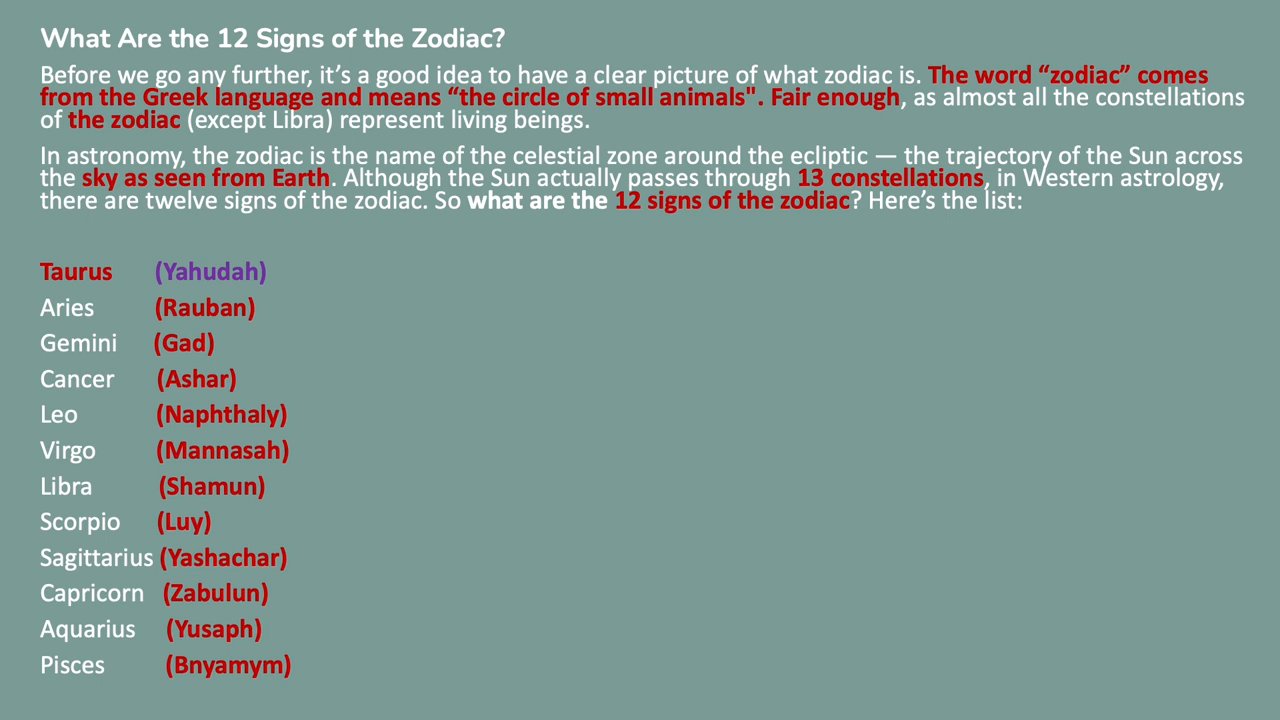 What Are the 12 Signs of the Zodiac?
Before we go any further, it’s a good idea to have a clear picture of what zodiac is. The word “zodiac” comes
from the Greek language and means “the circle of small animals". Fair enough, as almost all the constellations
of the zodiac (except Libra) represent living beings.
In astronomy, the zodiac is the name of the celestial zone around the ecliptic — the trajectory of the Sun across
the sky as seen from Earth. Although the Sun actually passes through 13 constellations, in Western astrology,
there are twelve signs of the zodiac. So what are the 12 signs of the zodiac? Here’s the list:
Taurus (Yahudah)
Aries (Rauban)
Gemini (Gad)
Cancer (Ashar)
Leo (Naphthaly)
Virgo (Mannasah)
Libra (Shamun)
Scorpio (Luy)
Sagittarius (Yashachar)
Capricorn (Zabulun)
Aquarius (Yusaph)
Pisces (Bnyamym)